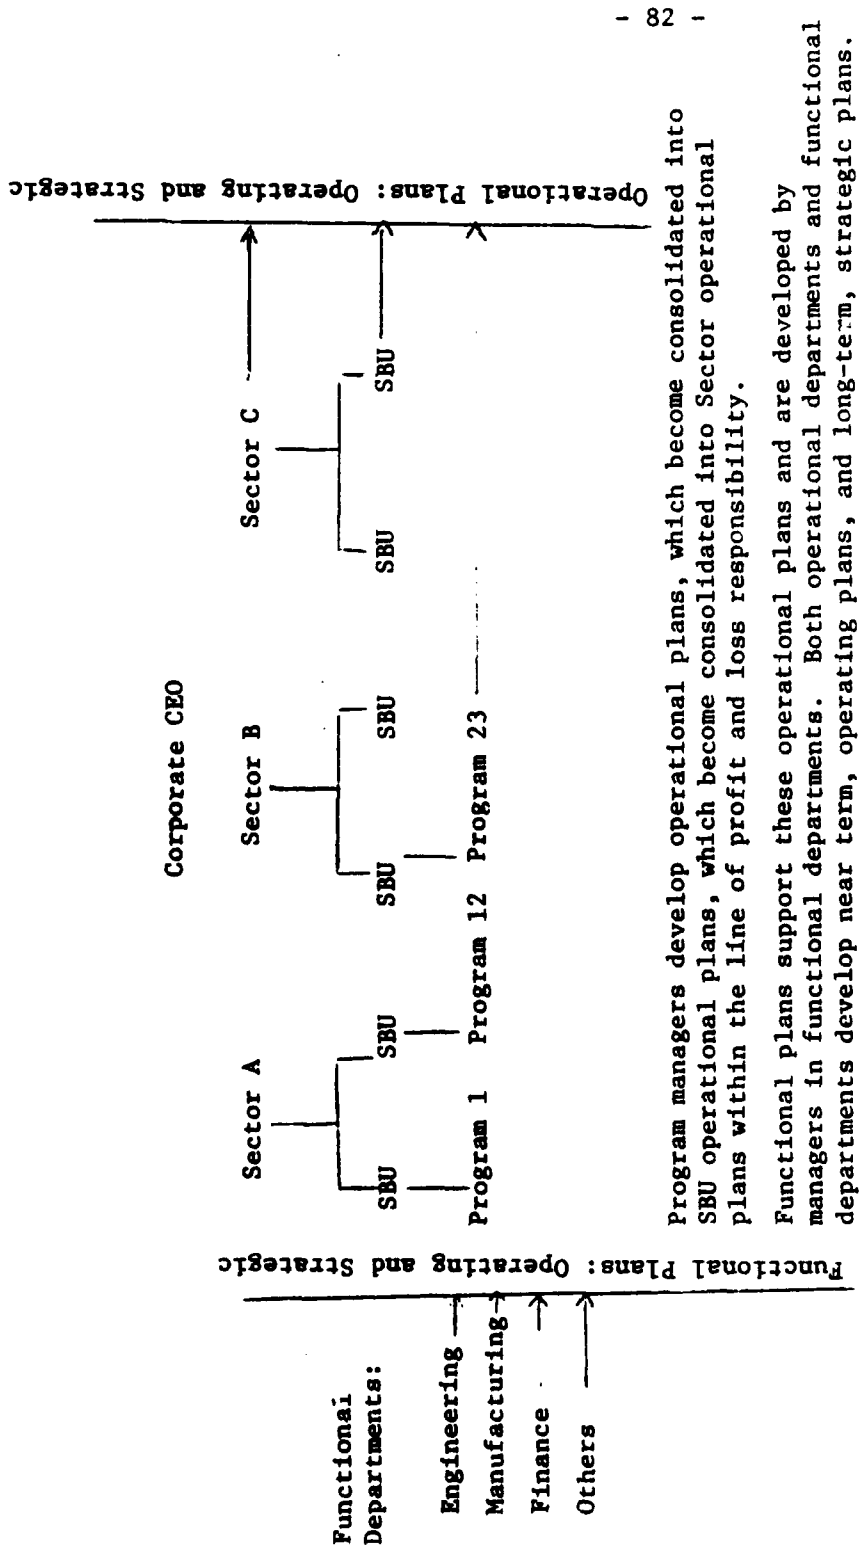 - 82 -
Corporate CEO
Sector A
Sector B
Sector C
SBU
SBU
SBU
SBU
SBU
SBU
Program 1
Program 12
Program 23
Functional
Departments:
Engineering
Manufacturing
Finance
Others
Functional Plans: Operating and Strategic
Operational Plans: Operating and Strategic
Program managers develop operational plans, which become consolidated into
SBU operational plans, which become consolidated into Sector operational
plans within the line of profit and loss responsibility.
Functional plans support these operational plans and are developed by
managers in functional departments. Both operational departments and functional
departments develop near term, operating plans, and long-term, strategic plans.